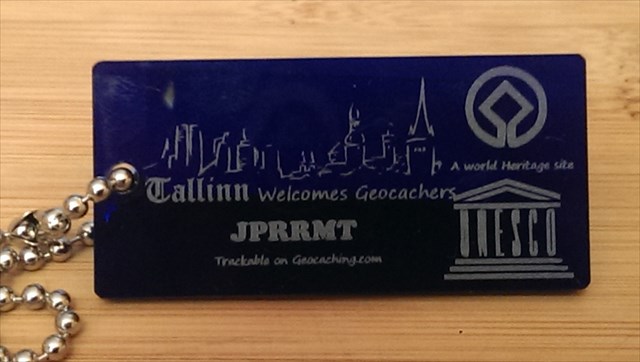 A world Heritage site
Tallinn Welcomes Geocachers
UNESCO
JPRRMT
Trackable on Geocaching.com